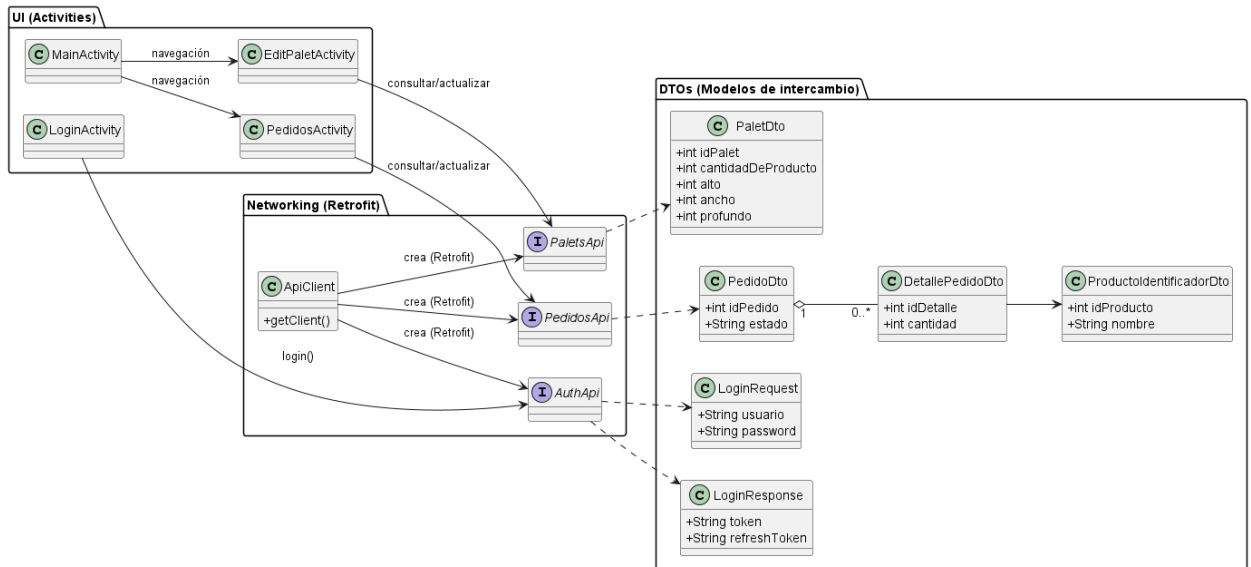 UI (Activities)
C MainActivity
navegación
C EditPaletActivity
navegación
C LoginActivity
C PedidosActivity
consultar/actualizar
consultar/actualizar
login()
Networking (Retrofit)
C ApiClient
+getClient()
crea (Retrofit)
crea (Retrofit)
crea (Retrofit)
I PaletsApi
I PedidosApi
I AuthApi
DTOs (Modelos de intercambio)
C PaletDto
+int idPalet
+int cantidadDeProducto
+int alto
+int ancho
+int profundo
C PedidoDto
+int idPedido
+String estado
1
0..*
C DetallePedidoDto
+int idDetalle
+int cantidad
C ProductoIdentificadorDto
+int idProducto
+String nombre
C LoginRequest
+String usuario
+String password
C LoginResponse
+String token
+String refreshToken